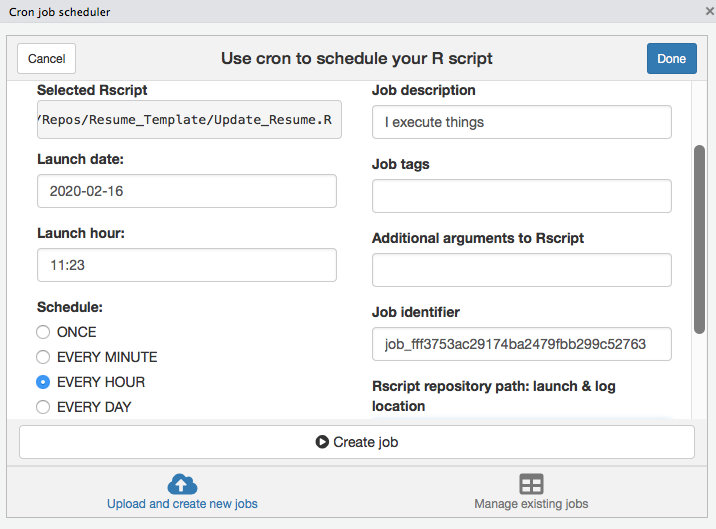 Cron job scheduler
Cancel
Use cron to schedule your R script
Done
Selected Rscript
/Repos/Resume_Template/Update_Resume.R
Launch date:
2020-02-16
Launch hour:
11:23
Schedule:
ONCE
EVERY MINUTE
EVERY HOUR
EVERY DAY
Job description
I execute things
Job tags
Additional arguments to Rscript
Job identifier
job_fff3753ac29174ba2479fbb299c52763
Rscript repository path: launch & log
location
Create job
Upload and create new jobs
Manage existing jobs